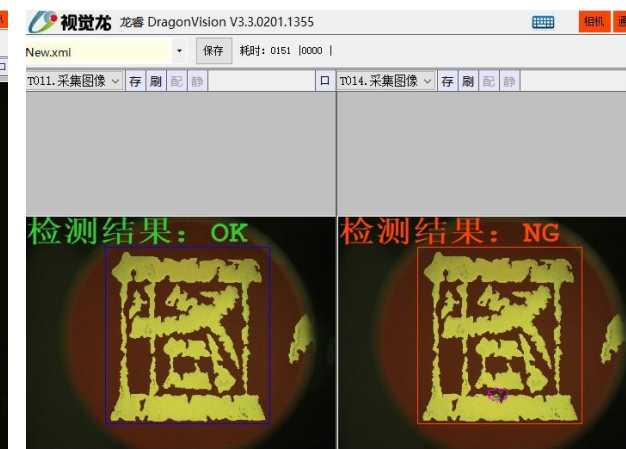 视觉龙 龙睿 DragonVision V3.3.0201.1355
相机
New.xml 保存 耗时: 0151 |0000 |
T011.采集图像 存 刷 配 静
T014.采集图像 存 刷 配 静
检测结果: OK
检测结果: NG